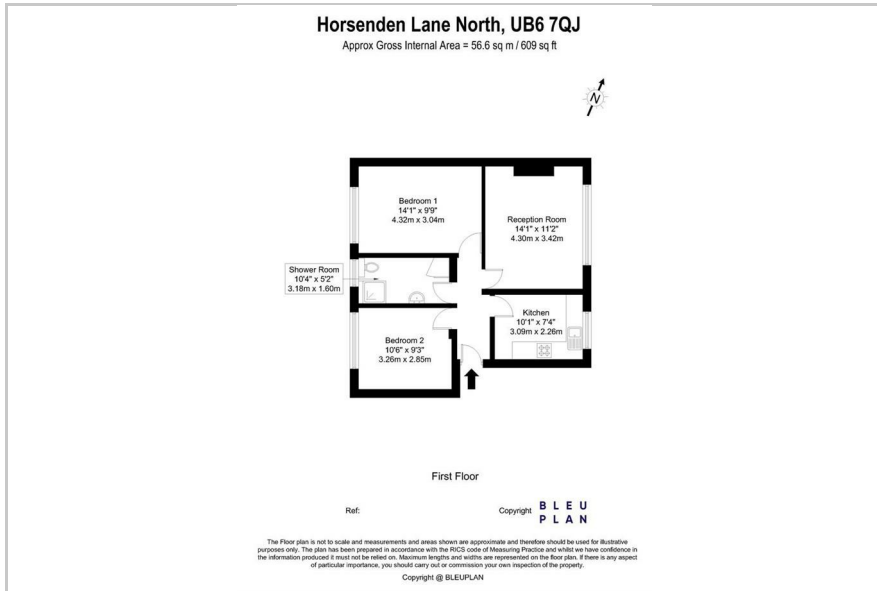 Horsenden Lane North, UB6 7QJ
Approx Gross Internal Area = 56.6 sq m / 609 sq ft
N
Bedroom 1
14'1" x 9'9"
4.32m x 3.04m
Reception Room
14'1" x 11'2"
4.30m x 3.42m
Shower Room
10'4" x 5'2"
3.18m x 1.60m
Kitchen
10'1" x 7'4"
3.09m x 2.26m
Bedroom 2
10'6" x 9'3"
3.26m x 2.85m
First Floor
Ref:
Copyright
BLEU
PLAN
The Floor plan is not to scale and measurements and areas shown are approximate and therefore should be used for illustrative
purposes only. The plan has been prepared in accordance with the RICS code of Measuring Practice and whilst we have confidence in
the information produced it must not be relied on. Maximum lengths and widths are represented on the floor plan. If there is any aspect
of particular importance, you should carry out or commission your own inspection of the property.
Copyright @ BLEUPLAN